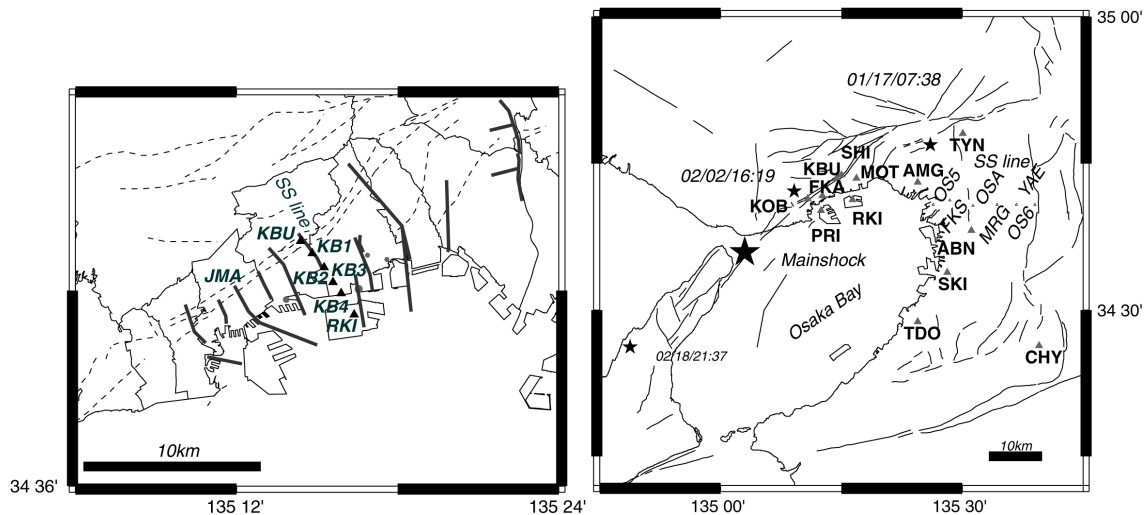 SS line
KBU
KB1
JMA
KB2
KB3
KB4
RKI
10km
34 36'
135 12'
135 24'
35 00'
01/17/07:38
TYN
SHI
SS line
KBU
MOT
AMG
02/02/16:19
FKA
OS5
OSA
YAE
KOB
RKI
FKS
MRG
OS6
PRI
ABN
Mainshock
SKI
Osaka Bay
34 30'
TDO
02/18/21:37
CHY
10km
135 00'
135 30'